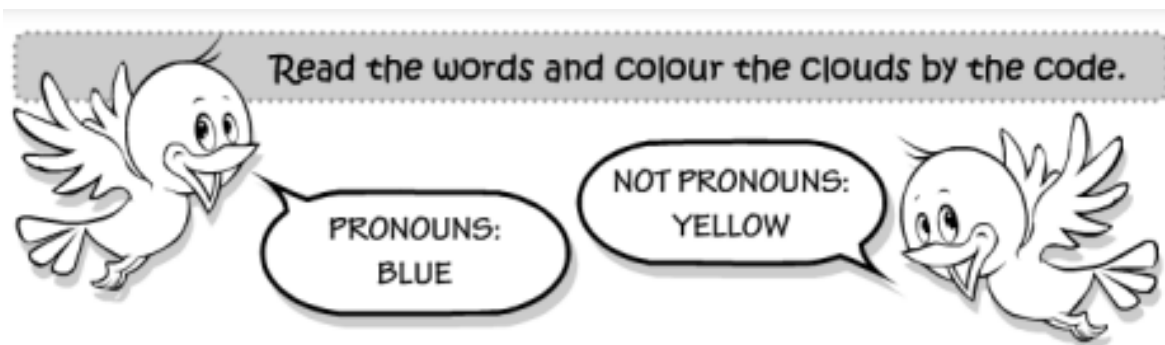 Read the words and colour the clouds by the code.
PRONOUNS:
BLUE
NOT PRONOUNS:
YELLOW